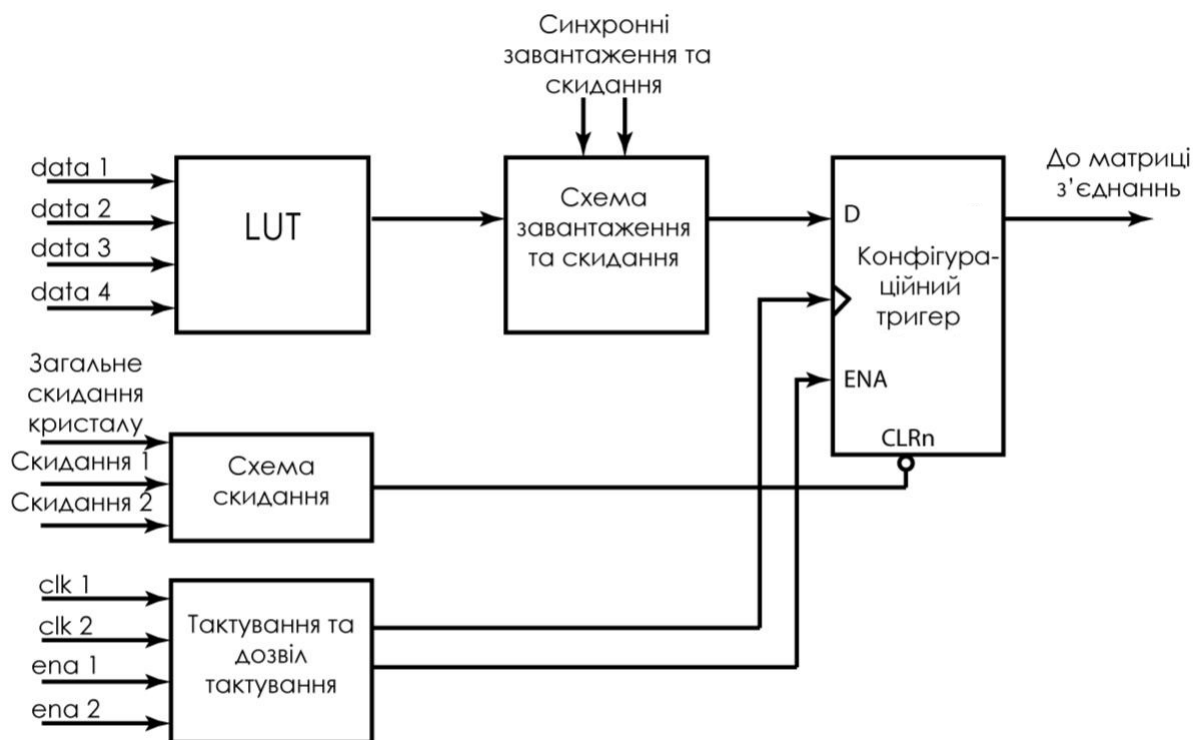 Синхронні
завантаження та
скидання
data 1
data 2
data 3
data 4
LUT
Схема
завантаження
та скидання
D
Конфігура-
ційний
тригер
ENA
CLRn
До матриці
з’єднаннь
Загальне
скидання
кристалу
Скидання 1
Скидання 2
Схема
скидання
clk 1
clk 2
ena 1
ena 2
Тактування та
дозвіл
тактування